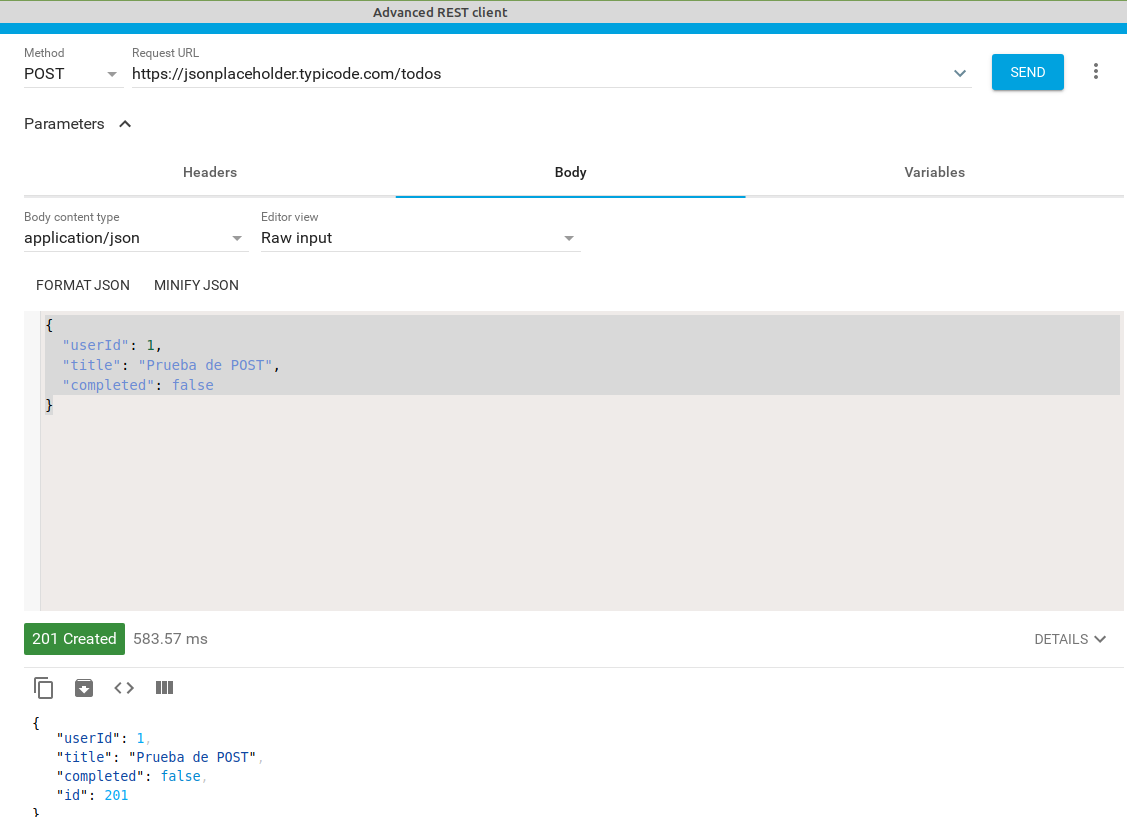 Advanced REST client
Method
Request URL
POST
https://jsonplaceholder.typicode.com/todos
SEND
Parameters
Headers
Body
Variables
Body content type
Editor view
application/json
Raw input
FORMAT JSON
MINIFY JSON
{
"userId": 1,
"title": "Prueba de POST",
"completed": false
}
201 Created
583.57 ms
DETAILS
{
"userId": 1,
"title": "Prueba de POST",
"completed": false,
"id": 201
}